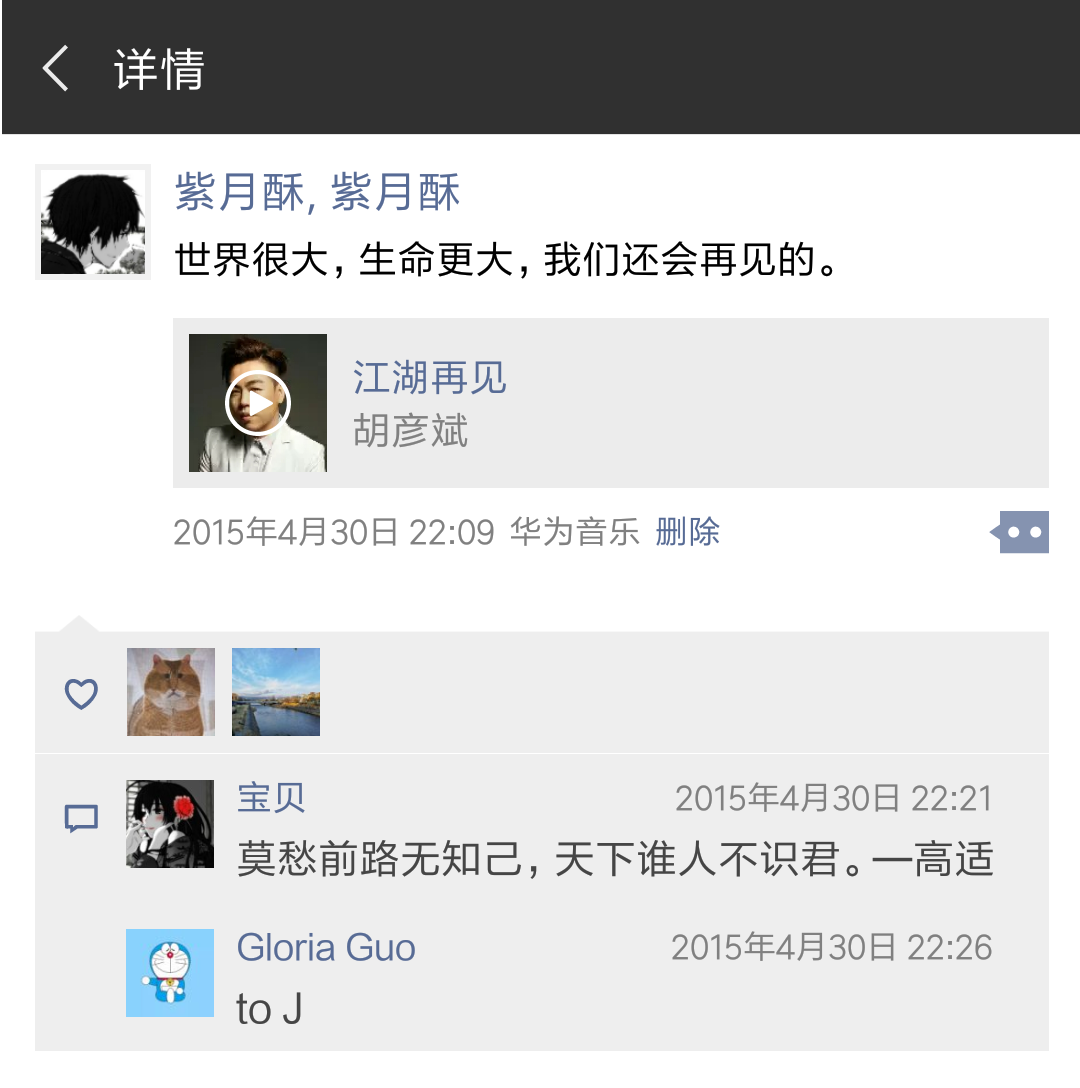 详情
紫月酥, 紫月酥
世界很大，生命更大，我们还会再见的。
江湖再见
胡彦斌
2015年4月30日 22:09 华为音乐 删除
宝贝 2015年4月30日 22:21
莫愁前路无知己，天下谁人不识君。—高适
Gloria Guo 2015年4月30日 22:26
to J